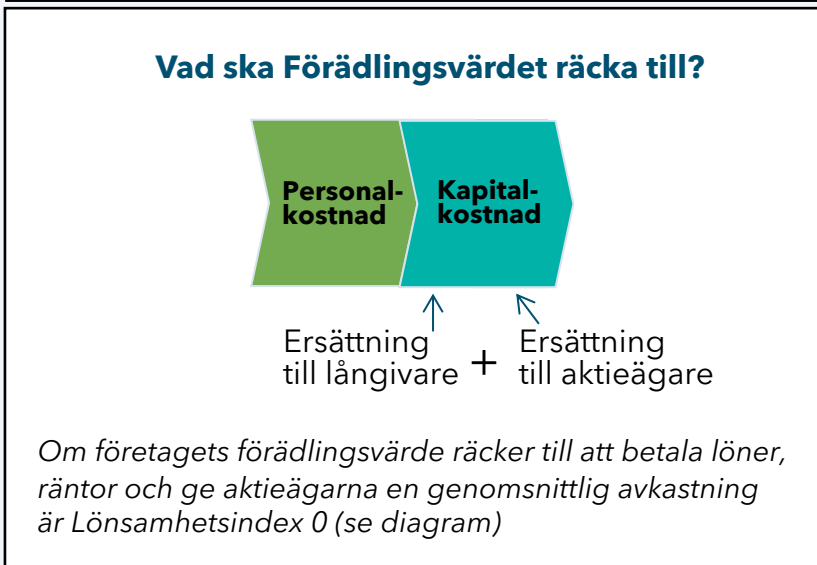 Vad ska Förädlingsvärdet räcka till?
Personal-
kostnad
Kapital-
kostnad
Ersättning
till långivare
+
Ersättning
till aktieägare
Om företagets förädlingsvärde räcker till att betala löner,
räntor och ge aktieägarna en genomsnittlig avkastning
är Lönsamhetsindex 0 (se diagram)